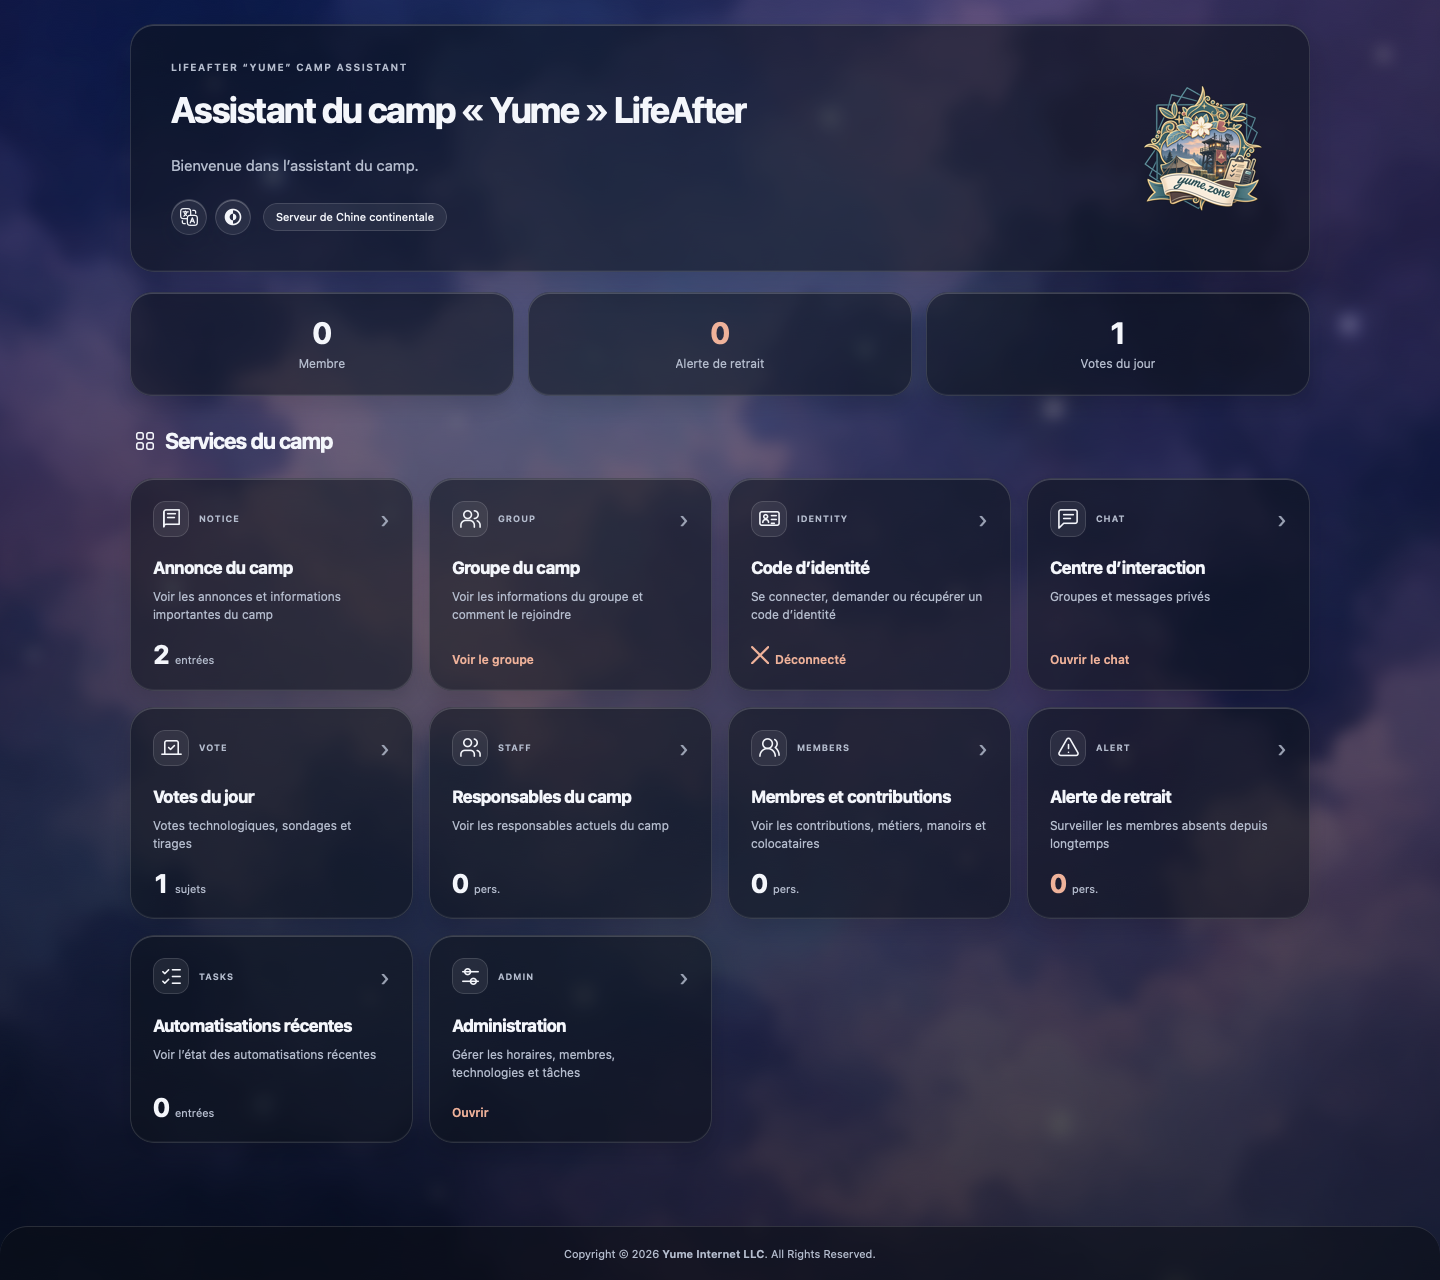 LIFEAFTER “YUME” CAMP ASSISTANT
Assistant du camp « Yume » LifeAfter
Bienvenue dans l’assistant du camp.
Serveur de Chine continentale
yume.zone
0
Membre
0
Alerte de retrait
1
Votes du jour
Services du camp
NOTICE
Annonce du camp
Voir les annonces et informations
importantes du camp
2 entrées
GROUP
Groupe du camp
Voir les informations du groupe et
comment le rejoindre
Voir le groupe
IDENTITY
Code d’identité
Se connecter, demander ou récupérer un
code d’identité
Déconnecté
CHAT
Centre d’interaction
Groupes et messages privés
Ouvrir le chat
VOTE
Votes du jour
Votes technologiques, sondages et
tirages
1 sujets
STAFF
Responsables du camp
Voir les responsables actuels du camp
0 pers.
MEMBERS
Membres et contributions
Voir les contributions, métiers, manoirs et
colocataires
0 pers.
ALERT
Alerte de retrait
Surveiller les membres absents depuis
longtemps
0 pers.
TASKS
Automatisations récentes
Voir l’état des automatisations récentes
0 entrées
ADMIN
Administration
Gérer les horaires, membres,
technologies et tâches
Ouvrir
Copyright © 2026 Yume Internet LLC. All Rights Reserved.